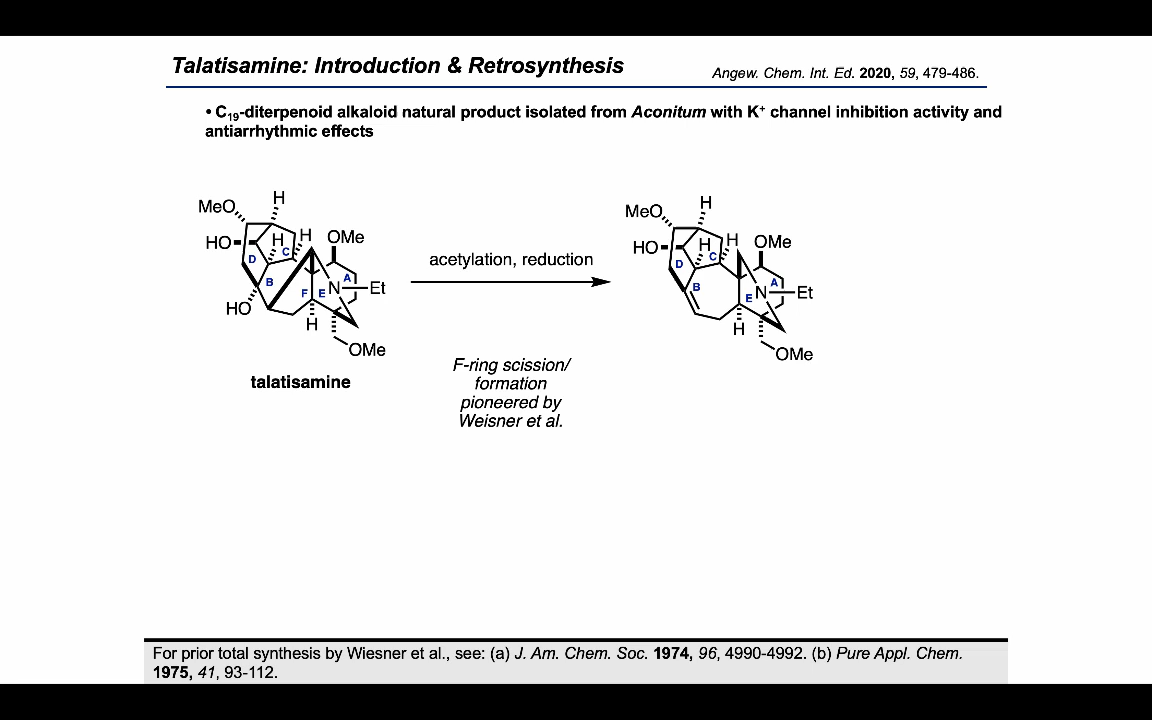 Talatisamine: Introduction & Retrosynthesis
Angew. Chem. Int. Ed. 2020, 59, 479-486.
• C19-diterpenoid alkaloid natural product isolated from Aconitum with K+ channel inhibition activity and
antiarrhythmic effects
H
MeO
HO
H
H
OMe
D
C
B
A
F
E
N
Et
HO
H
OMe
talatisamine
acetylation, reduction
F-ring scission/
formation
pioneered by
Weisner et al.
H
MeO
HO
H
H
OMe
D
C
B
A
E
N
Et
H
OMe
For prior total synthesis by Wiesner et al., see: (a) J. Am. Chem. Soc. 1974, 96, 4990-4992. (b) Pure Appl. Chem.
1975, 41, 93-112.